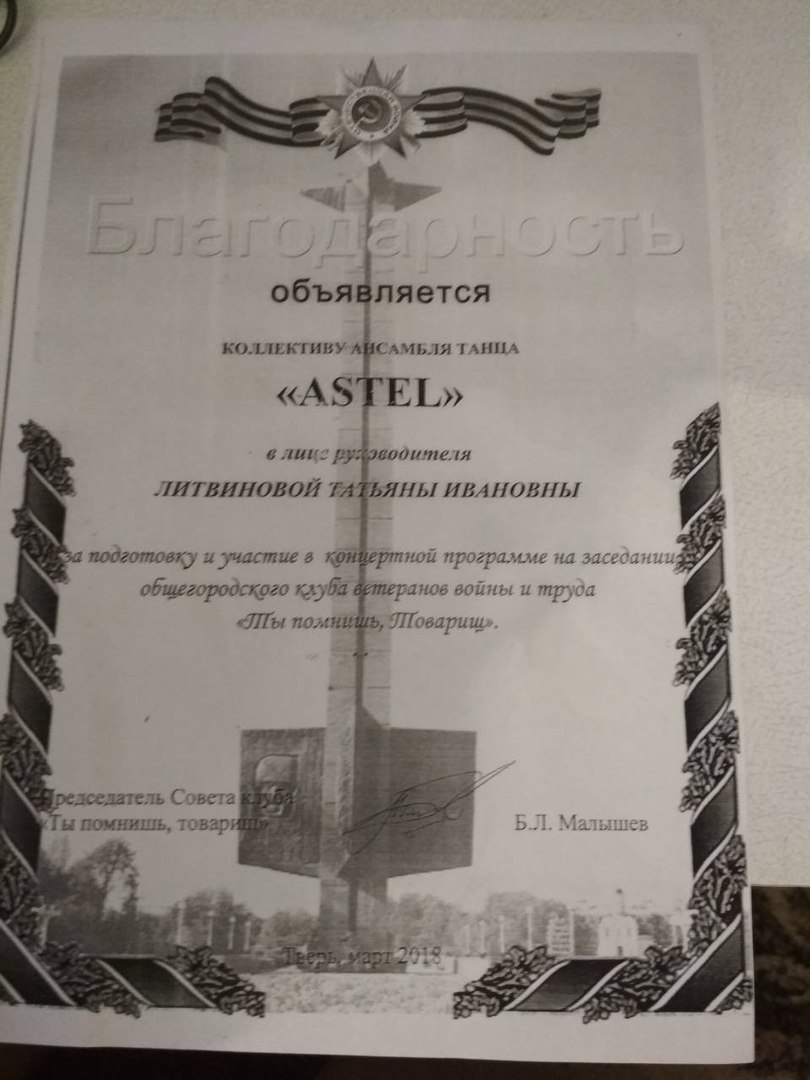 Благодарность
объявляется
КОЛЛЕКТИВУ АНСАМБЛЯ ТАНЦА
«ASTEL»
в лице руководителя
ЛИТВИНОВОЙ ТАТЬЯНЫ ИВАНОВНЫ
за подготовку и участие в концертной программе на заседании
общегородского клуба ветеранов войны и труда
«Ты помнишь, Товарищ».
Председатель Совета клуба
«Ты помнишь, товарищ»
Б.Л. Малышев
Тверь, март 2018